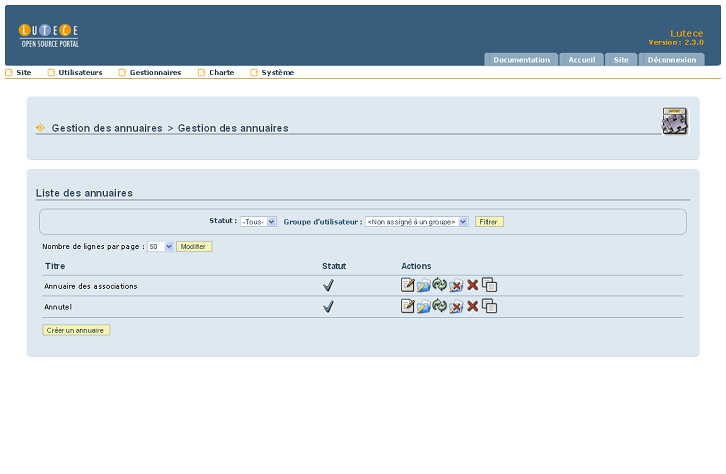 LUTECE
OPEN SOURCE PORTAL
Lutece
Version : 2.3.0
Documentation Accueil Site Déconnexion
Site Utilisateurs Gestionnaires Charte Système
Gestion des annuaires > Gestion des annuaires
Liste des annuaires
Statut : -Tous- Groupe d'utilisateur : <Non assigné à un groupe> Filtrer
Nombre de lignes par page : 50 Modifier
Titre Statut Actions
Annuaire des associations
Annutel
Créer un annuaire